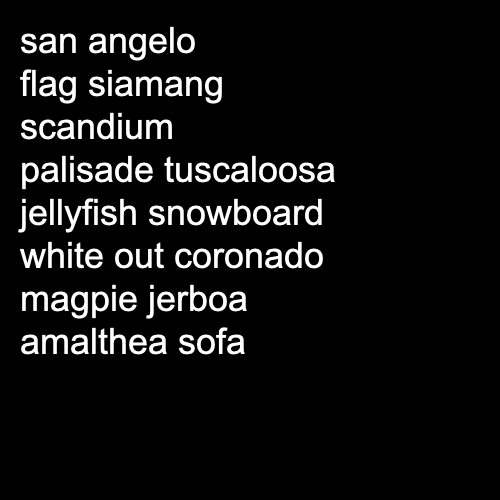 san angelo
flag siamang
scandium
palisade tuscaloosa
jellyfish snowboard
white out coronado
magpie jerboa
amalthea sofa